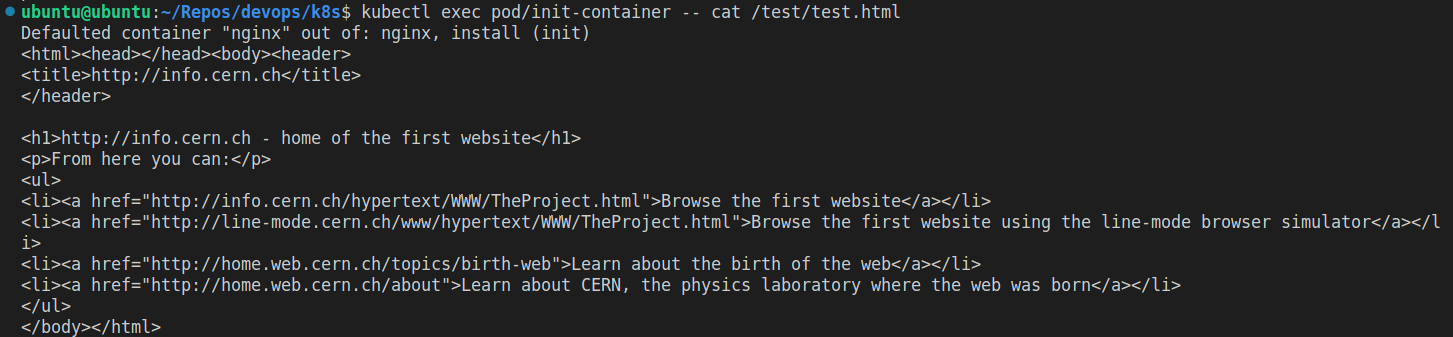 ubuntu@ubuntu:~/Repos/devops/k8s$ kubectl exec pod/init-container -- cat /test/test.html
Defaulted container "nginx" out of: nginx, install (init)
<html><head></head><body><header>
<title>http://info.cern.ch</title>
</header>

<h1>http://info.cern.ch - home of the first website</h1>
<p>From here you can:</p>
<ul>
<li><a href="http://info.cern.ch/hypertext/WWW/TheProject.html">Browse the first website</a></li>
<li><a href="http://line-mode.cern.ch/www/hypertext/WWW/TheProject.html">Browse the first website using the line-mode browser simulator</a></l
i>
<li><a href="http://home.web.cern.ch/topics/birth-web">Learn about the birth of the web</a></li>
<li><a href="http://home.web.cern.ch/about">Learn about CERN, the physics laboratory where the web was born</a></li>
</ul>
</body></html>